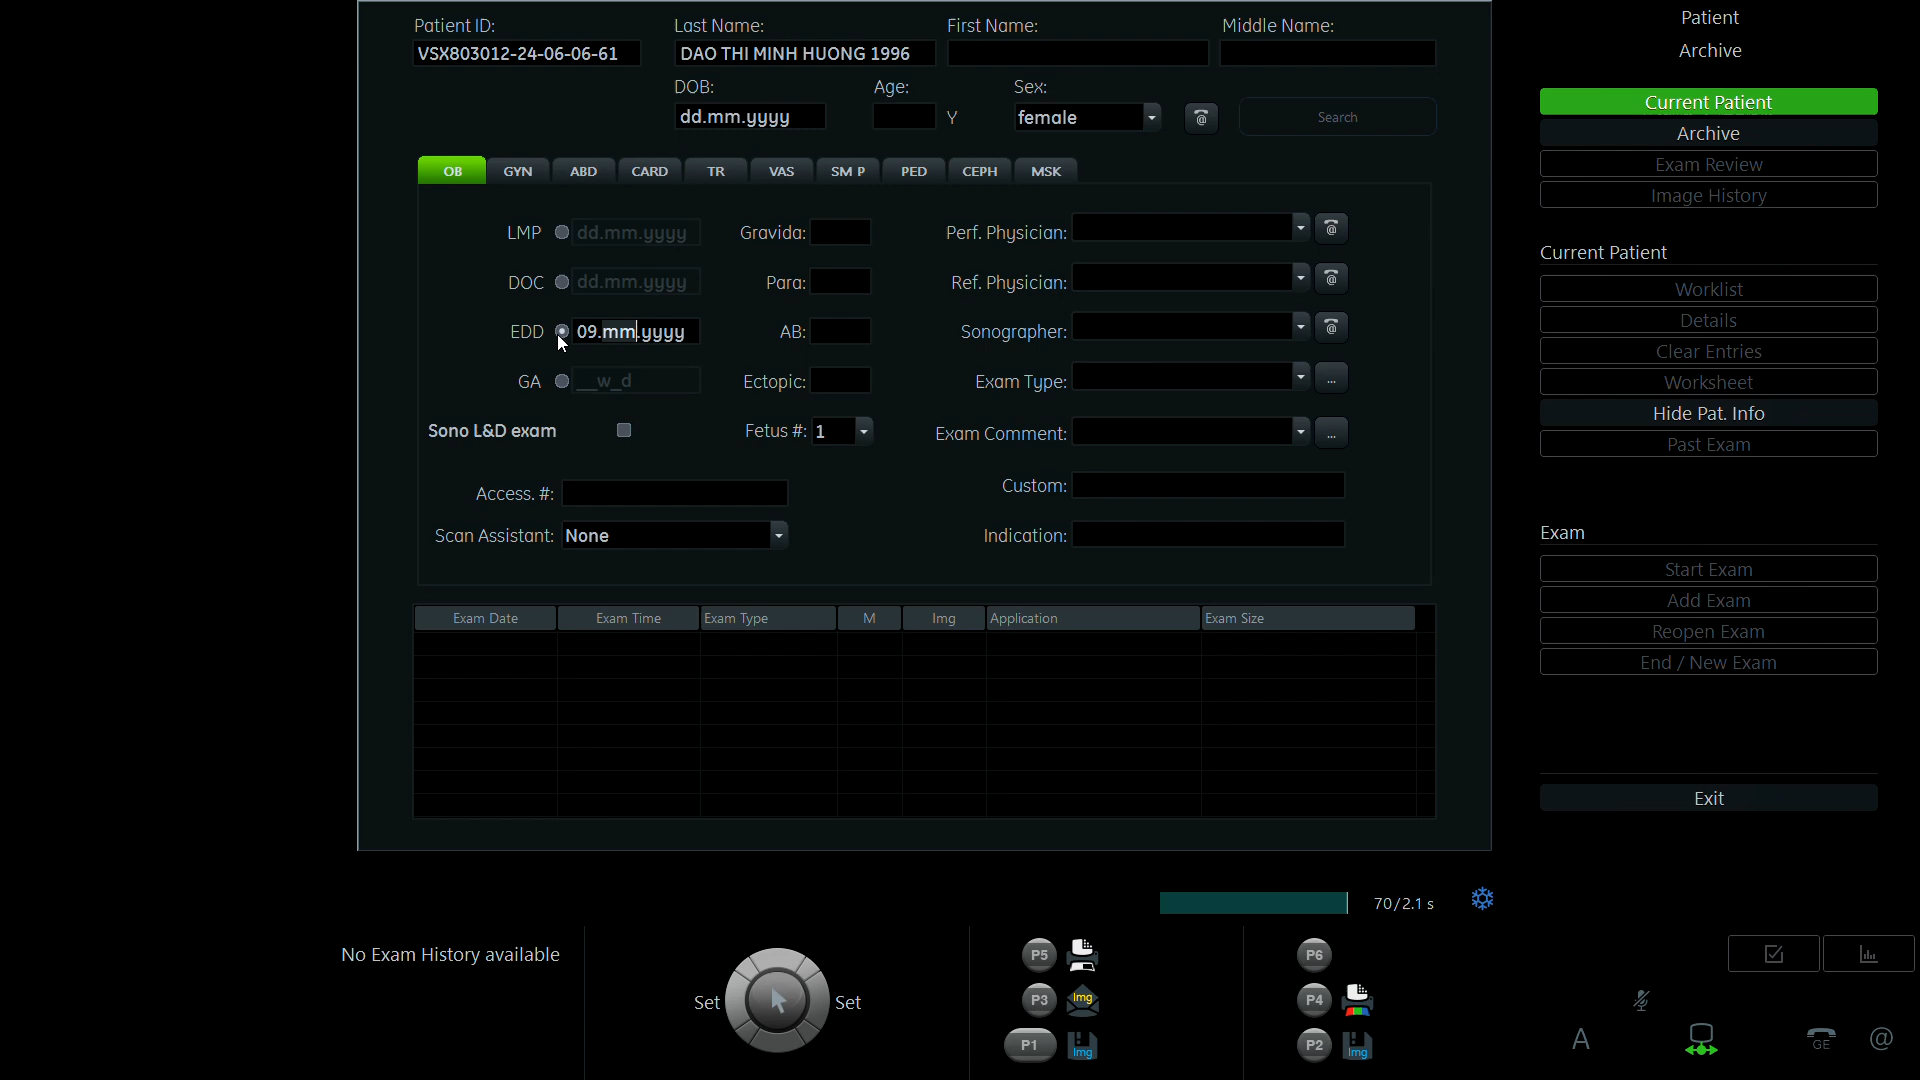 Patient ID: Last Name: First Name: Middle Name:
VSX803012-24-06-06-61 DAO THI MINH HUONG 1996
DOB: Age: Sex:
dd.mm.yyyy Y female @ Search
OB GYN ABD CARD TR VAS SM P PED CEPH MSK
LMP dd.mm.yyyy Gravida: Perf. Physician: @
DOC dd.mm.yyyy Para: Ref. Physician: @
EDD 09.mm.yyyy AB: Sonographer: @
GA __w_d Ectopic: Exam Type: ...
Sono L&D exam Fetus #: 1 Exam Comment: ...
Access. #: Custom:
Scan Assistant: None Indication:
Exam Date Exam Time Exam Type M Img Application Exam Size
70/2.1 s
Patient
Archive
Current Patient
Archive
Exam Review
Image History
Current Patient
Worklist
Details
Clear Entries
Worksheet
Hide Pat. Info
Past Exam
Exam
Start Exam
Add Exam
Reopen Exam
End / New Exam
Exit
No Exam History available
Set Set
P5
P3 Img
P1 Img
P6
P4
P2 Img
A GE @